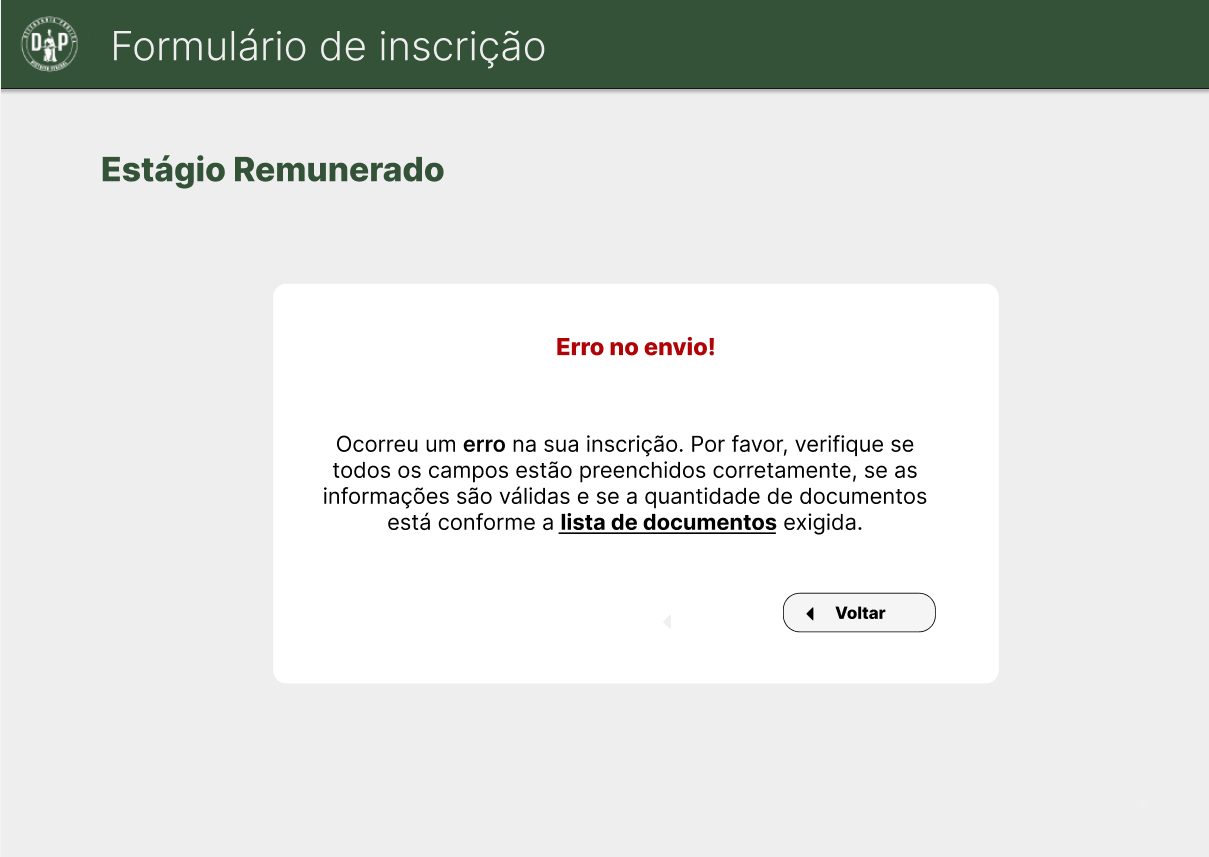 DP
Formulário de inscrição
Estágio Remunerado
Erro no envio!
Ocorreu um erro na sua inscrição. Por favor, verifique se
todos os campos estão preenchidos corretamente, se as
informações são válidas e se a quantidade de documentos
está conforme a lista de documentos exigida.
Voltar